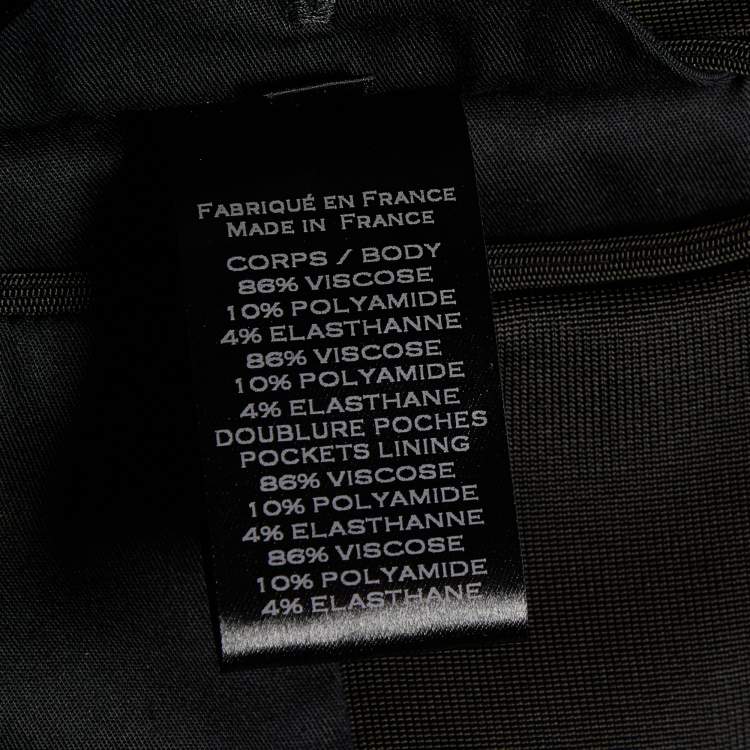 FABRIQUÉ EN FRANCE
MADE IN FRANCE
CORPS / BODY
86% VISCOSE
10% POLYAMIDE
4% ELASTHANNE
86% VISCOSE
10% POLYAMIDE
4% ELASTHANE
DOUBLURE POCHES
POCKETS LINING
86% VISCOSE
10% POLYAMIDE
4% ELASTHANNE
86% VISCOSE
10% POLYAMIDE
4% ELASTHANE